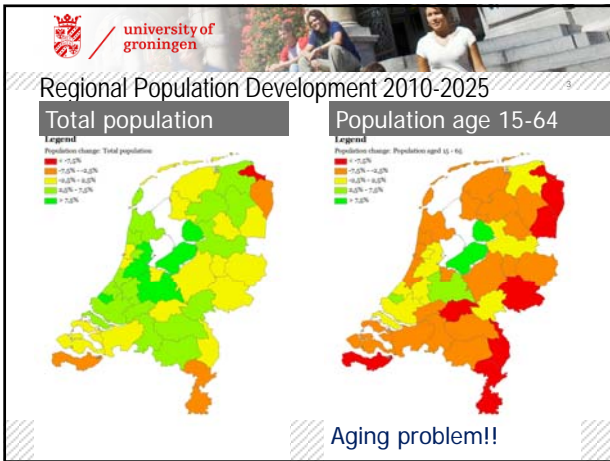 university of
groningen
Regional Population Development 2010-2025
3
Total population
Population age 15-64
Legend
Population change: Total population
< -7,5%
-7,5% - -2,5%
-2,5% - 2,5%
2,5% - 7,5%
> 7,5%
Legend
Population change: Population aged 15 - 65
< -7,5%
-7,5% - -2,5%
-2,5% - 2,5%
2,5% - 7,5%
> 7,5%
Aging problem!!